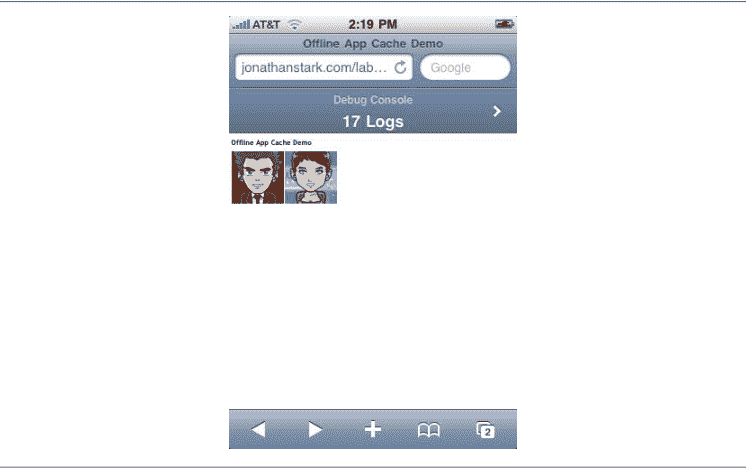 AT&T 2:19 PM
Offline App Cache Demo
jonathanstark.com/lab... Google
Debug Console
17 Logs
Offline App Cache Demo
2